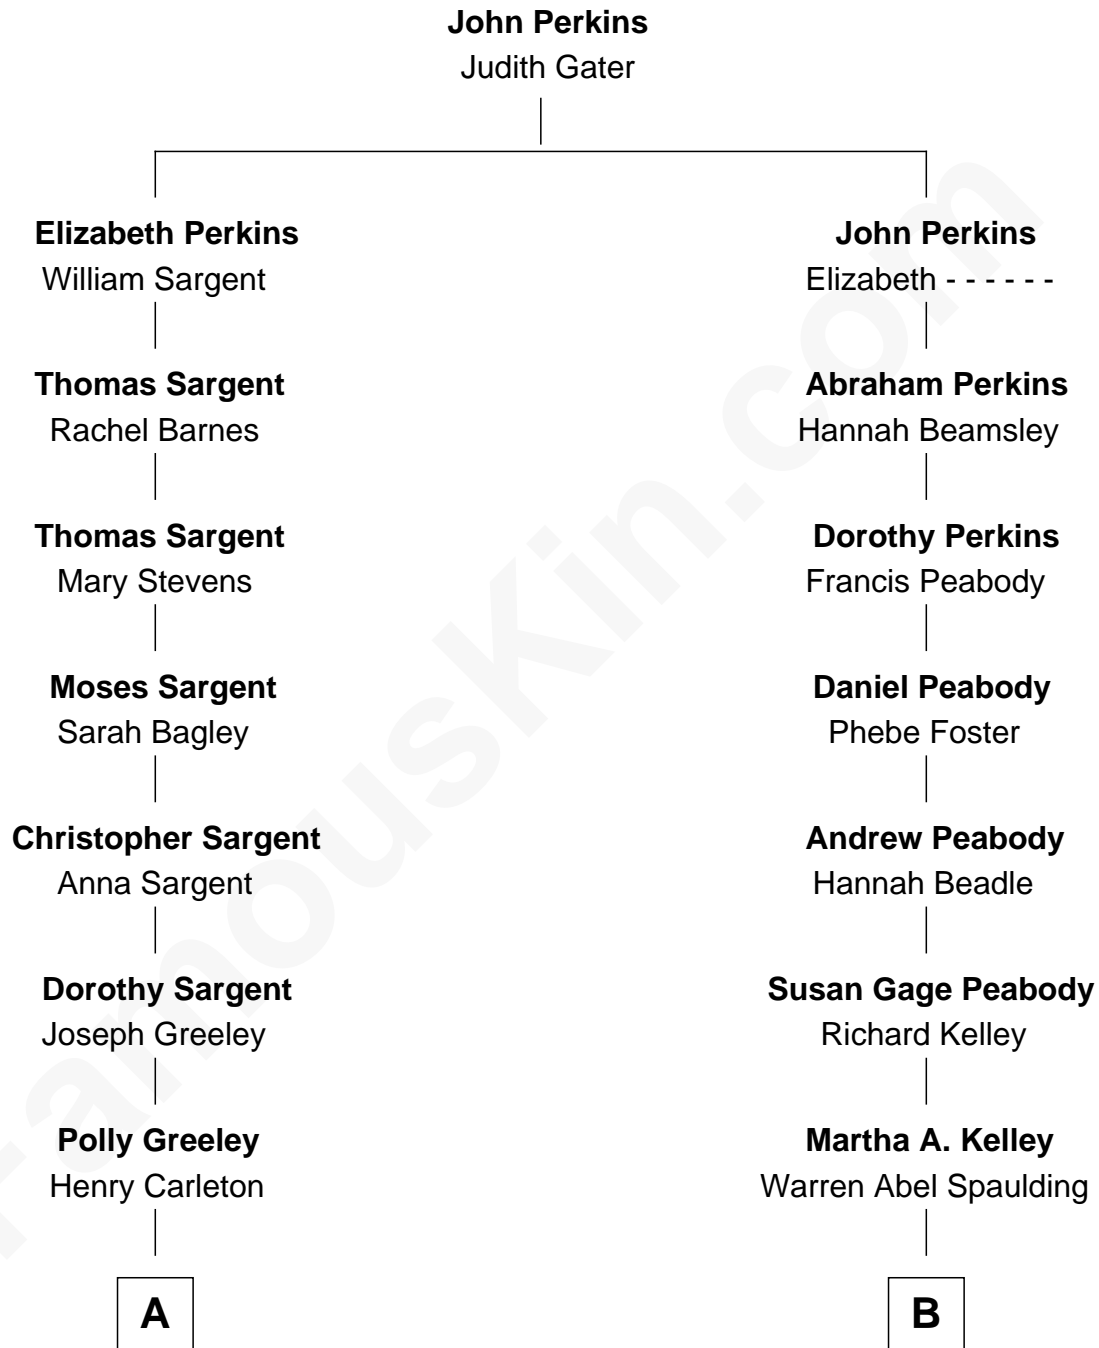 John Perkins
Judith Gater
Elizabeth Perkins
William Sargent
John Perkins
Elizabeth - - - - - -
Thomas Sargent
Rachel Barnes
Abraham Perkins
Hannah Beamsley
Thomas Sargent
Mary Stevens
Dorothy Perkins
Francis Peabody
Moses Sargent
Sarah Bagley
Daniel Peabody
Phebe Foster
Christopher Sargent
Anna Sargent
Andrew Peabody
Hannah Beadle
Dorothy Sargent
Joseph Greeley
Susan Gage Peabody
Richard Kelley
Polly Greeley
Henry Carleton
Martha A. Kelley
Warren Abel Spaulding
A
B
FamousKin.com